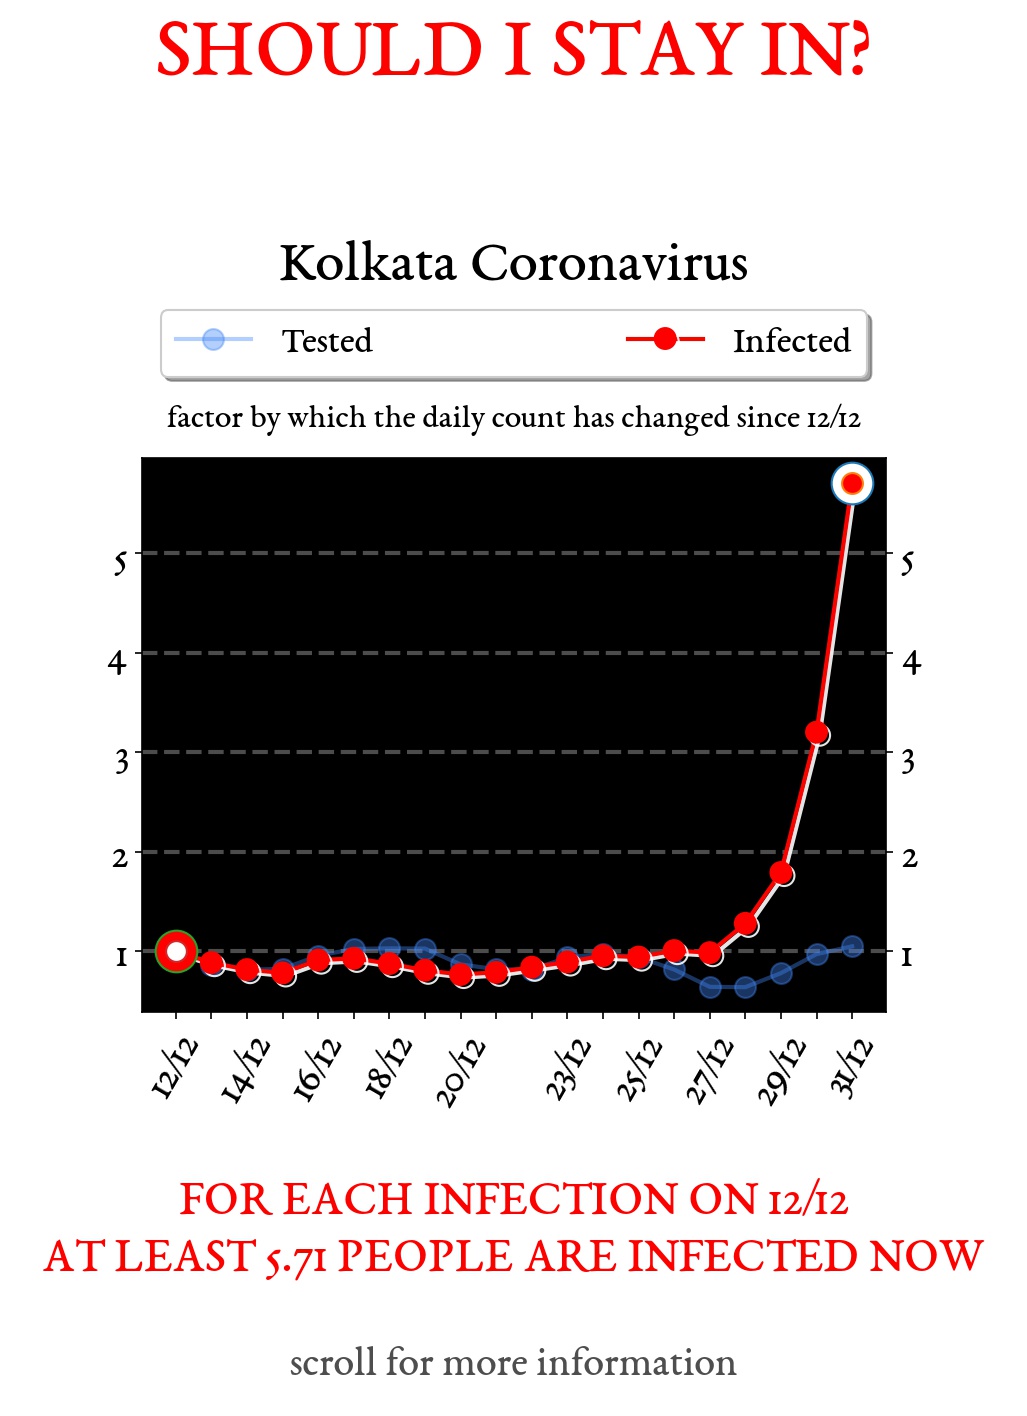 SHOULD I STAY IN?
Kolkata Coronavirus
Tested Infected
factor by which the daily count has changed since 12/12
5 5
4 4
3 3
2 2
1 1
12/12 14/12 16/12 18/12 20/12 23/12 25/12 27/12 29/12 31/12
FOR EACH INFECTION ON 12/12
AT LEAST 5.71 PEOPLE ARE INFECTED NOW
scroll for more information